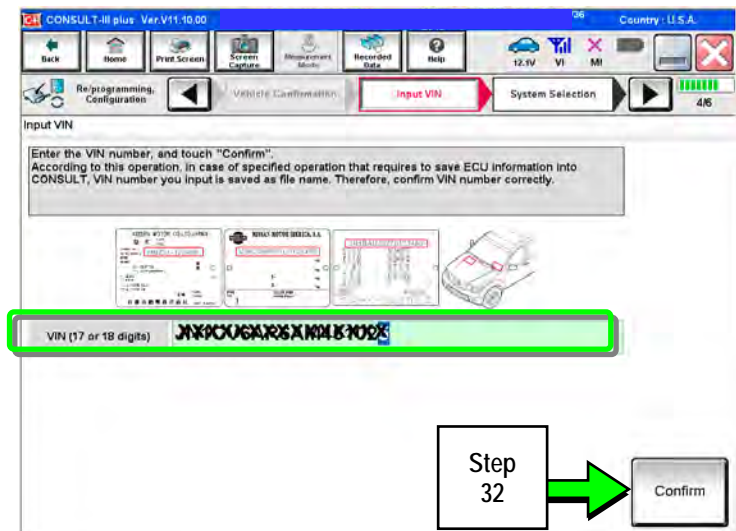 CONSULT-III plus Ver.V11.10.00
Country : U.S.A.
Back
Home
Print Screen
Screen Capture
Measurement Mode
Recorded Data
Help
12.1V
VI
MI
Re/programming, Configuration
Vehicle Confirmation
Input VIN
System Selection
4/6
Input VIN
Enter the VIN number, and touch "Confirm".
According to this operation, in case of specified operation that requires to save ECU information into
CONSULT, VIN number you input is saved as file name. Therefore, confirm VIN number correctly.
VIN (17 or 18 digits)
Step
32
Confirm